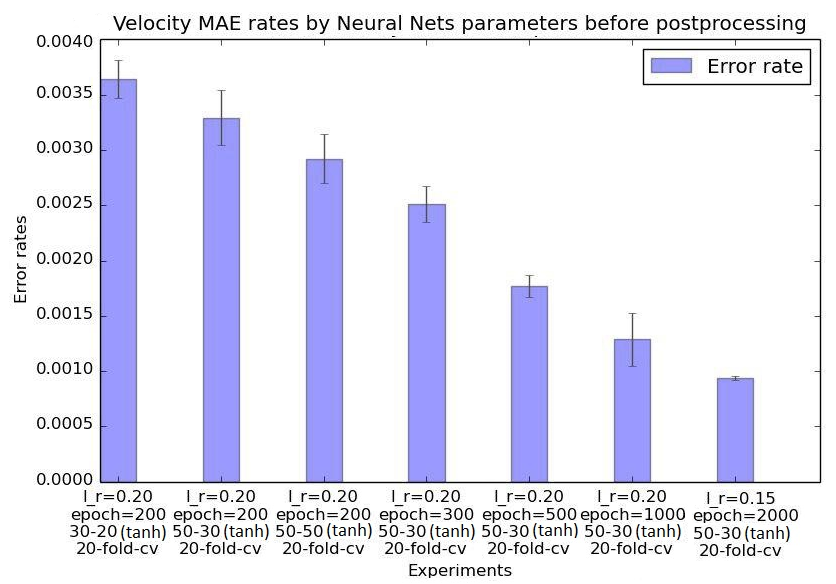 Velocity MAE rates by Neural Nets parameters before postprocessing
Error rate
0.0040
0.0035
0.0030
0.0025
0.0020
0.0015
0.0010
0.0005
0.0000
Error rates
l_r=0.20 l_r=0.20 l_r=0.20 l_r=0.20 l_r=0.20 l_r=0.20 l_r=0.15
epoch=200 epoch=200 epoch=200 epoch=300 epoch=500 epoch=1000 epoch=2000
30-20 (tanh) 50-30 (tanh) 50-50 (tanh) 50-30 (tanh) 50-30 (tanh) 50-30 (tanh) 50-30 (tanh)
20-fold-cv 20-fold-cv 20-fold-cv 20-fold-cv 20-fold-cv 20-fold-cv 20-fold-cv
Experiments